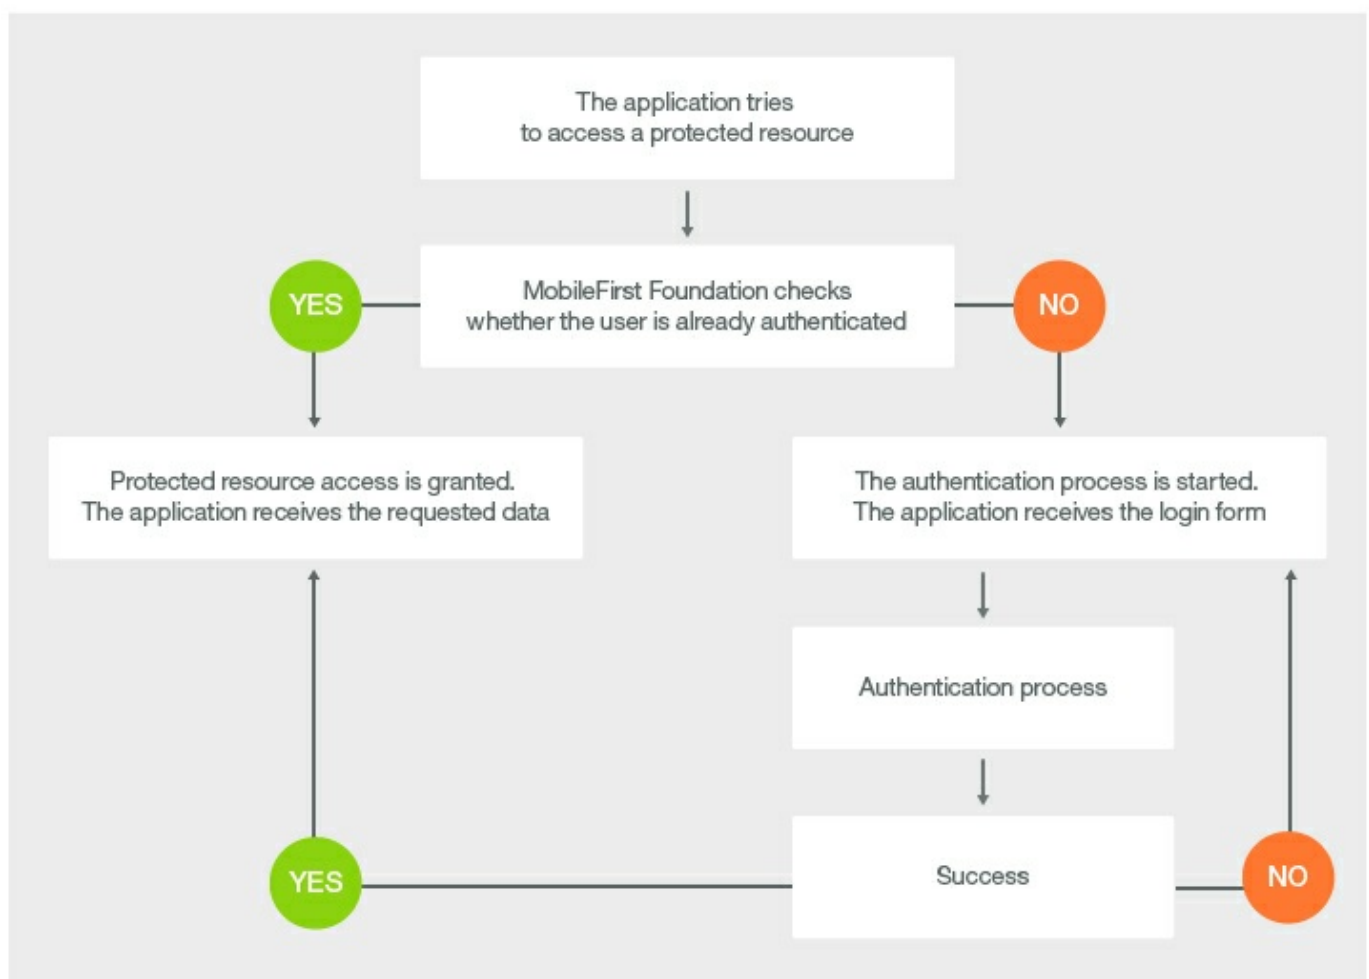 The application tries
to access a protected resource
YES
MobileFirst Foundation checks
whether the user is already authenticated
NO
Protected resource access is granted.
The application receives the requested data
The authentication process is started.
The application receives the login form
Authentication process
YES
Success
NO